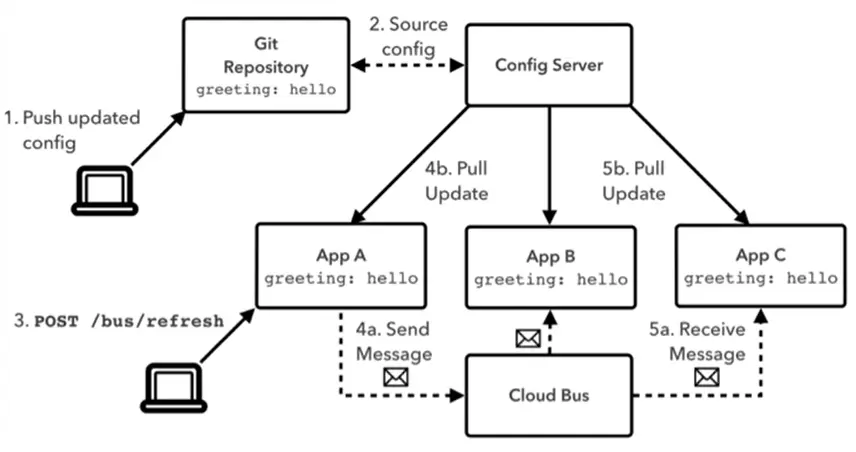 2. Source
config
Git
Repository
greeting: hello
Config Server
1. Push updated
config
4b. Pull
Update
5b. Pull
Update
App A
greeting: hello
App B
greeting: hello
App C
greeting: hello
3. POST /bus/refresh
4a. Send
Message
5a. Receive
Message
Cloud Bus